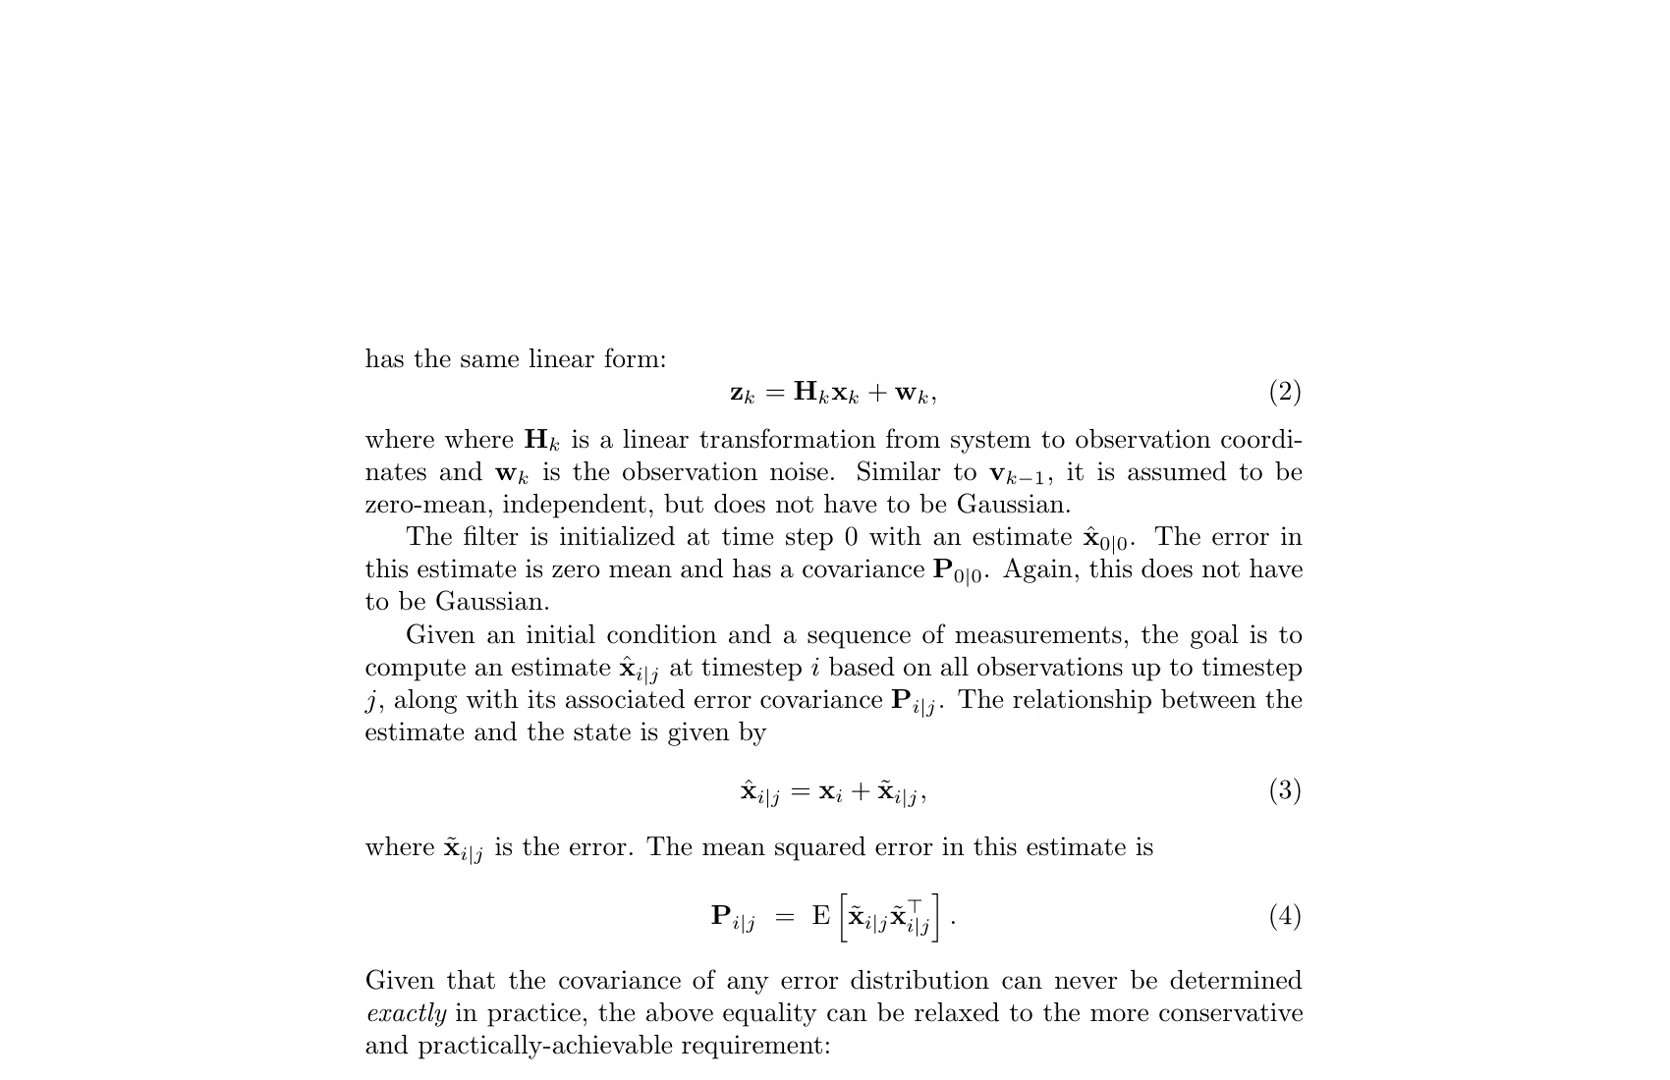 has the same linear form:
𝐳ₖ = 𝐇ₖ𝐱ₖ + 𝐰ₖ, (2)
where where 𝐇ₖ is a linear transformation from system to observation coordi-
nates and 𝐰ₖ is the observation noise. Similar to 𝐯ₖ₋₁, it is assumed to be
zero-mean, independent, but does not have to be Gaussian.
The filter is initialized at time step 0 with an estimate x̂_{0|0}. The error in
this estimate is zero mean and has a covariance P_{0|0}. Again, this does not have
to be Gaussian.
Given an initial condition and a sequence of measurements, the goal is to
compute an estimate x̂_{i|j} at timestep i based on all observations up to timestep
j, along with its associated error covariance P_{i|j}. The relationship between the
estimate and the state is given by
x̂_{i|j} = x_i + x̃_{i|j}, (3)
where x̃_{i|j} is the error. The mean squared error in this estimate is
P_{i|j} = E[x̃_{i|j}x̃_{i|j}^⊤]. (4)
Given that the covariance of any error distribution can never be determined
exactly in practice, the above equality can be relaxed to the more conservative
and practically-achievable requirement: